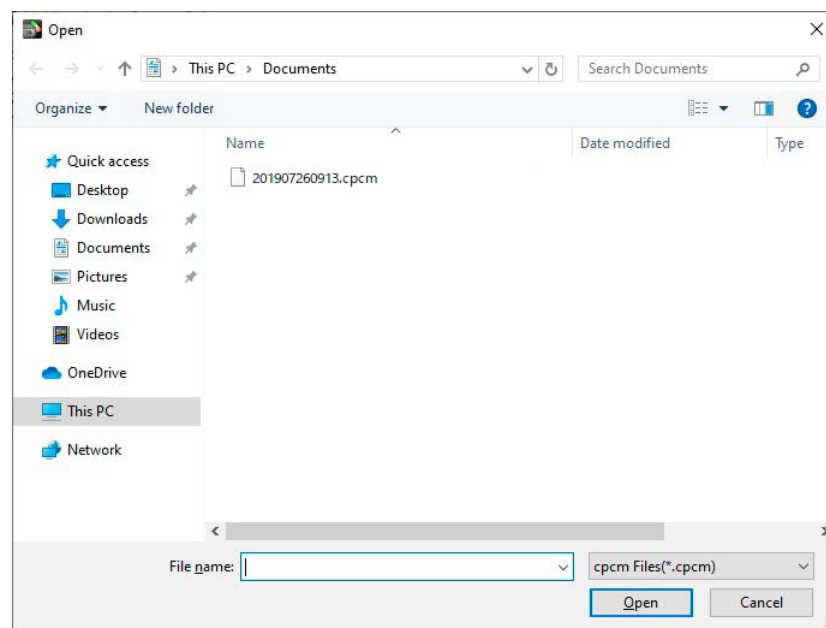 Open
This PC > Documents
Search Documents
Organize
New folder
Name
Date modified
Type
Quick access
Desktop
Downloads
Documents
Pictures
Music
Videos
OneDrive
This PC
Network
201907260913.cpcm
File name:
cpcm Files(*.cpcm)
Open
Cancel